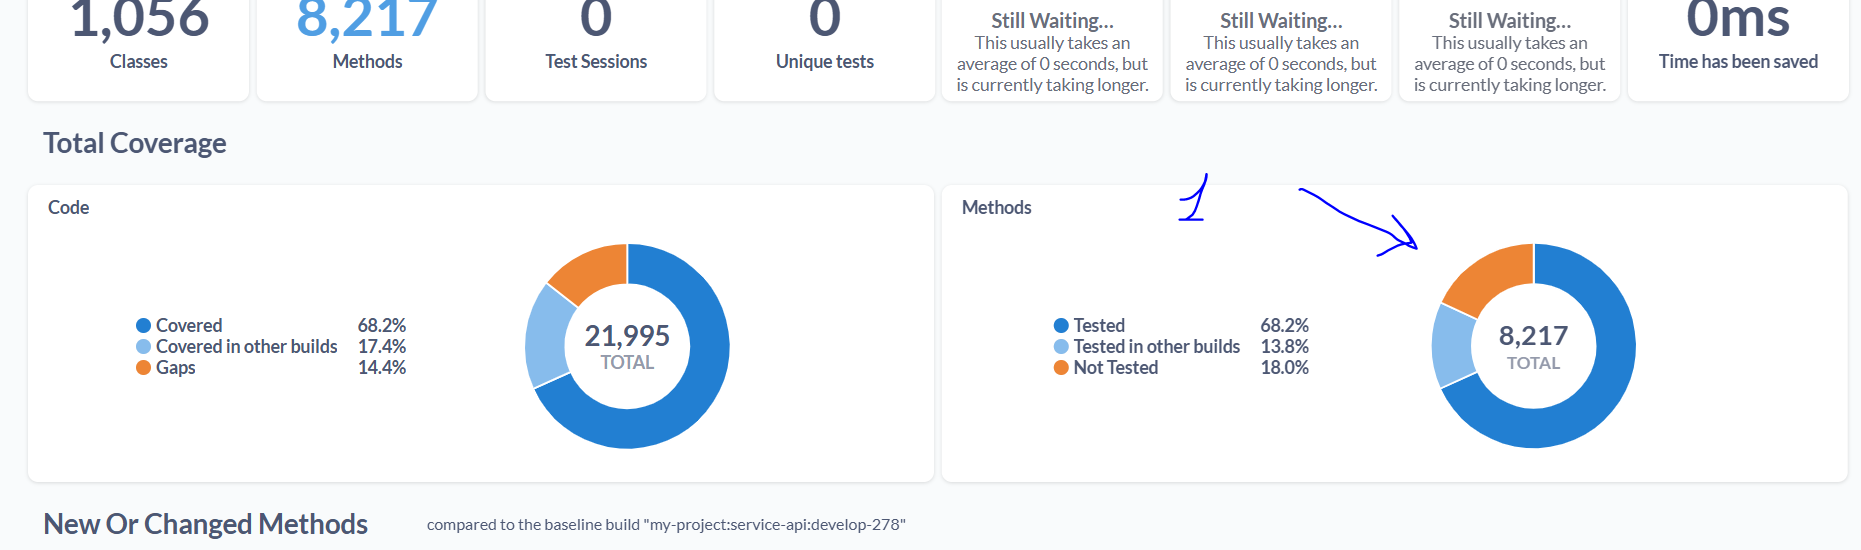 1,056
Classes
8,217
Methods
0
Test Sessions
0
Unique tests
Still Waiting...
This usually takes an
average of 0 seconds, but
is currently taking longer.
Still Waiting...
This usually takes an
average of 0 seconds, but
is currently taking longer.
Still Waiting...
This usually takes an
average of 0 seconds, but
is currently taking longer.
0ms
Time has been saved
Total Coverage
Code
Covered 68.2%
Covered in other builds 17.4%
Gaps 14.4%
21,995
TOTAL
Methods
1
Tested 68.2%
Tested in other builds 13.8%
Not Tested 18.0%
8,217
TOTAL
New Or Changed Methods compared to the baseline build "my-project:service-api:develop-278"